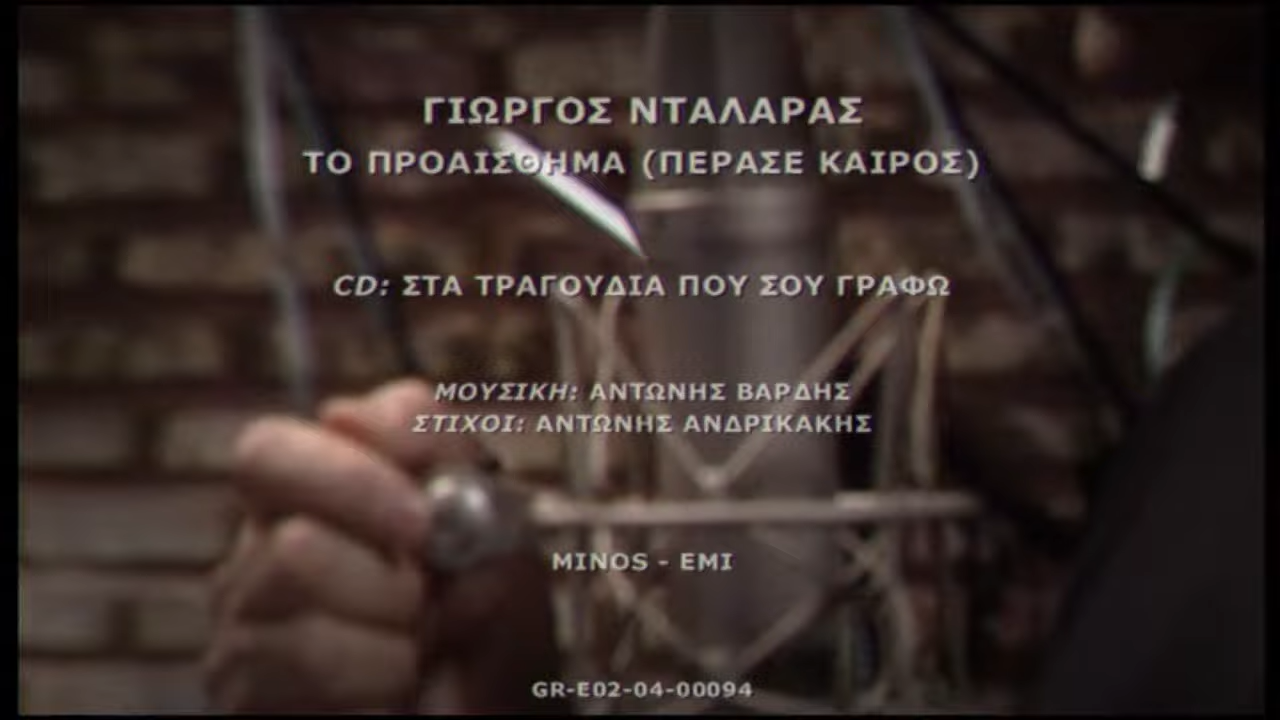 ΓΙΩΡΓΟΣ ΝΤΑΛΑΡΑΣ
ΤΟ ΠΡΟΑΙΣΘΗΜΑ (ΠΕΡΑΣΕ ΚΑΙΡΟΣ)
CD: ΣΤΑ ΤΡΑΓΟΥΔΙΑ ΠΟΥ ΣΟΥ ΓΡΑΦΩ
ΜΟΥΣΙΚΗ: ΑΝΤΩΝΗΣ ΒΑΡΔΗΣ
ΣΤΙΧΟΙ: ΑΝΤΩΝΗΣ ΑΝΔΡΙΚΑΚΗΣ
MINOS - EMI
GR-E02-04-00094